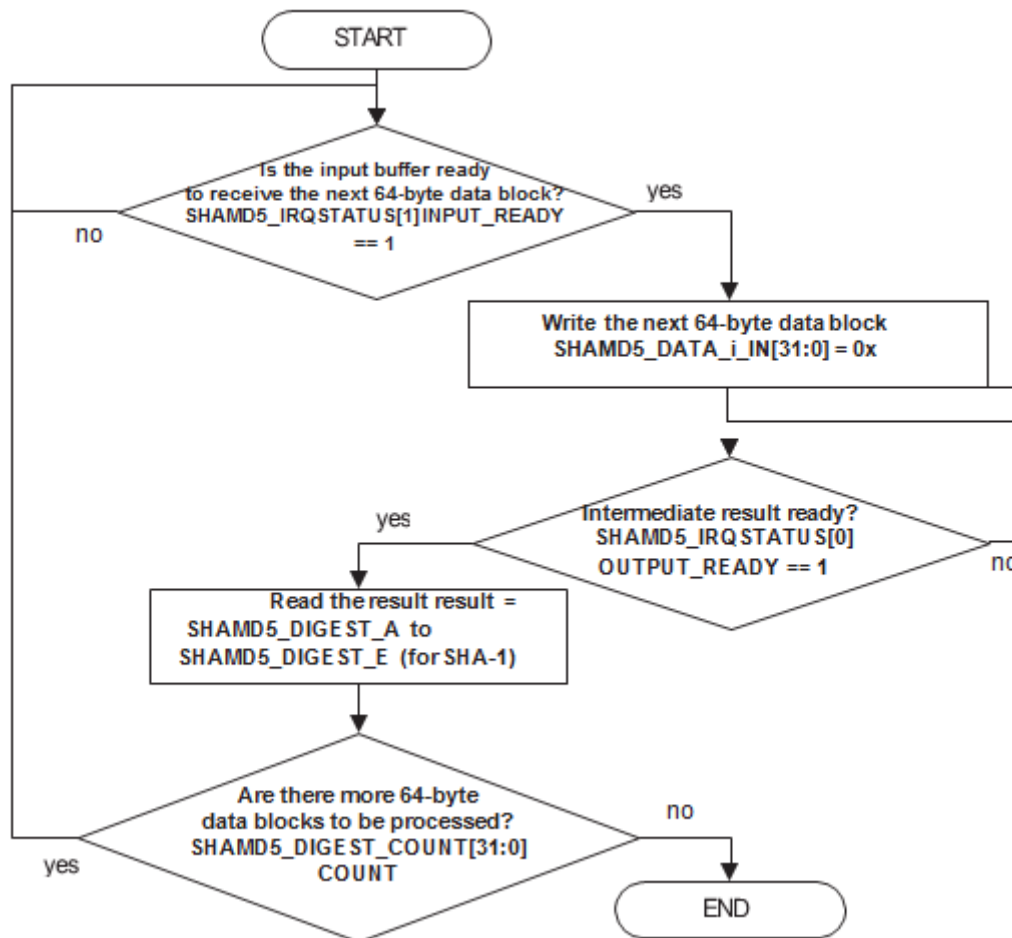 START
Is the input buffer ready
to receive the next 64-byte data block?
SHAMD5_IRQSTATUS[1]INPUT_READY
== 1
yes
no
Write the next 64-byte data block
SHAMD5_DATA_i_IN[31:0] = 0x
Intermediate result ready?
SHAMD5_IRQSTATUS[0]
OUTPUT_READY == 1
yes
no
Read the result result =
SHAMD5_DIGEST_A to
SHAMD5_DIGEST_E (for SHA-1)
Are there more 64-byte
data blocks to be processed?
SHAMD5_DIGEST_COUNT[31:0]
COUNT
no
yes
END